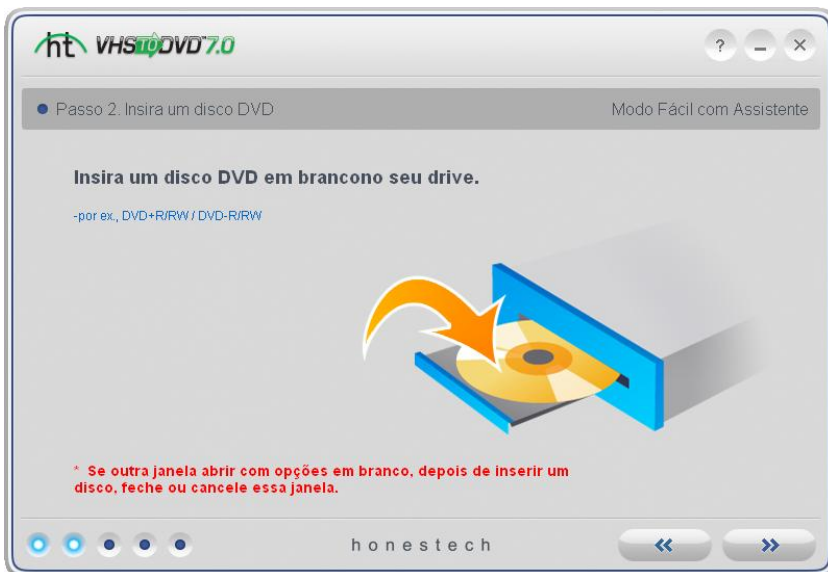 ht VHSTODVD™ 7.0
?
Passo 2. Insira um disco DVD
Modo Fácil com Assistente
Insira um disco DVD em brancono seu drive.
-por ex., DVD+R/RW / DVD-R/RW
* Se outra janela abrir com opções em branco, depois de inserir um
disco, feche ou cancele essa janela.
honestech